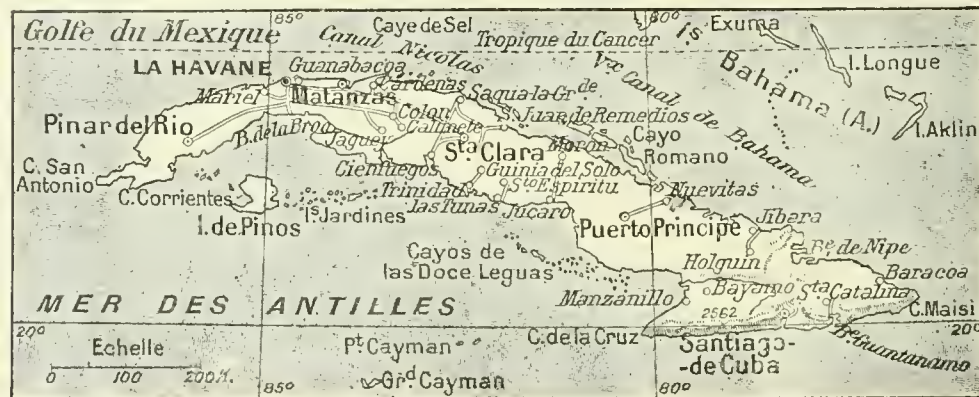 85°
80°
Golfe du Mexique
Canal Nicolas
Caye de Sel
Tropique du Cancer
Is Bahama (A.)
Exuma
I. Longue
I. Aklin
Vx Canal de Bahama
LA HAVANE
Guanabacoa
Mariel
Matanzas
Cardenas
Sagua-la-Grde
Colon
Juan de Remedios
Pinar del Rio
B. de la Broa
Jaguey
Callinete
Cayo Romano
Moron
Sta Clara
C. San Antonio
Cienfuegos
Guinia del Solo
Sto Espiritu
Nuevitas
C. Corrientes
Trinidad
las Tunas
Jucaro
I. de Pinos
Is Jardines
Puerto Principe
Jibera
Cayos de las Doce Leguas
Holguin
Be de Nipe
Baracoa
MER DES ANTILLES
Manzanillo
Bayamo
Sta Catalina
C. Maisi
2562
20°
20°
C. de la Cruz
Santiago-
-de Cuba
Be Guantanamo
Echelle
0 100 200 K.
Pt Cayman
Grd Cayman
85°
80°